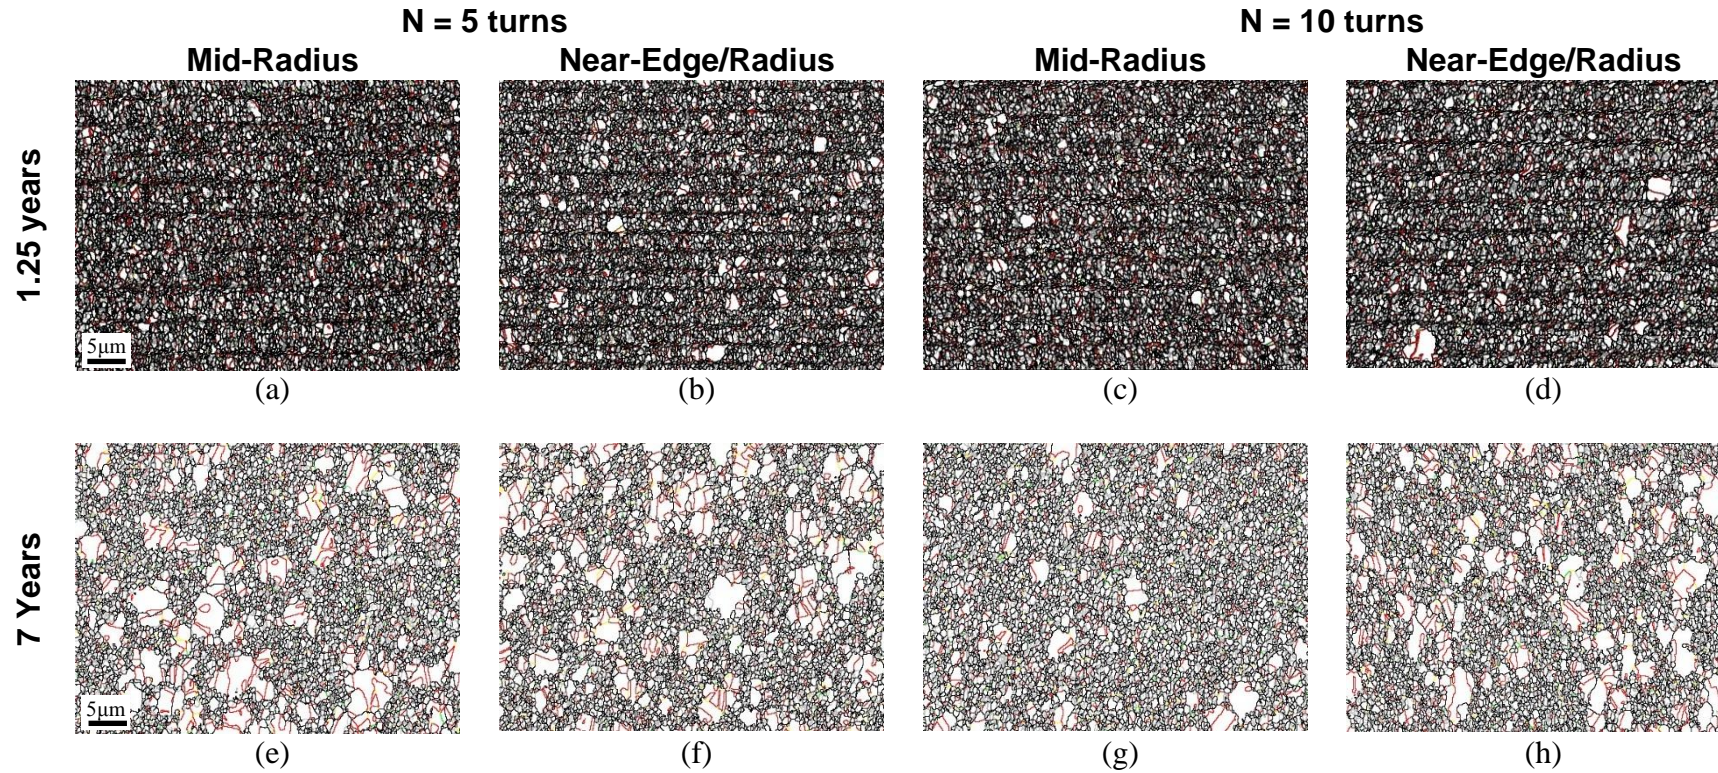 N = 5 turns
N = 10 turns
Mid-Radius
Near-Edge/Radius
Mid-Radius
Near-Edge/Radius
1.25 years
5μm
(a)
(b)
(c)
(d)
7 Years
5μm
(e)
(f)
(g)
(h)